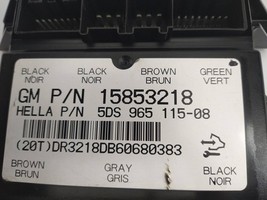 BLACK BLACK BROWN GREEN
NOIR NOIR BRUN VERT
GM P/N 15853218
HELLA P/N 5DS 965 115-08
(20T)DR3218DB60680383
BROWN GRAY BLACK
BRUN GRIS NOIR